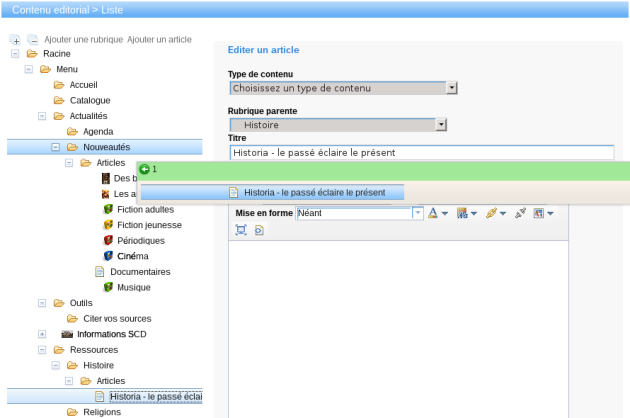 Contenu editorial > Liste
Ajouter une rubrique Ajouter un article
Racine
Menu
Accueil
Catalogue
Actualités
Agenda
Nouveautés
Articles
Des b
Les a
Fiction adultes
Fiction jeunesse
Périodiques
Cinéma
Documentaires
Musique
Outils
Citer vos sources
Informations SCD
Ressources
Histoire
Articles
Historia - le passé éclai
Religions
Editer un article
Type de contenu
Choisissez un type de contenu
Rubrique parente
Histoire
Titre
Historia - le passé éclaire le présent
1
Historia - le passé éclaire le présent
Mise en forme Néant